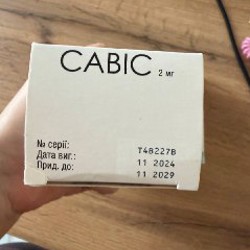 CABIC 2 мг
№ серії: T48227B
Дата виг.: 11 2024
Прид. до: 11 2029